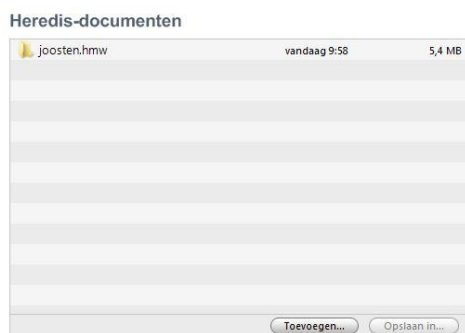 Heredis-documenten
joosten.hmw vandaag 9:58 5,4 MB
Toevoegen... Opslaan in...